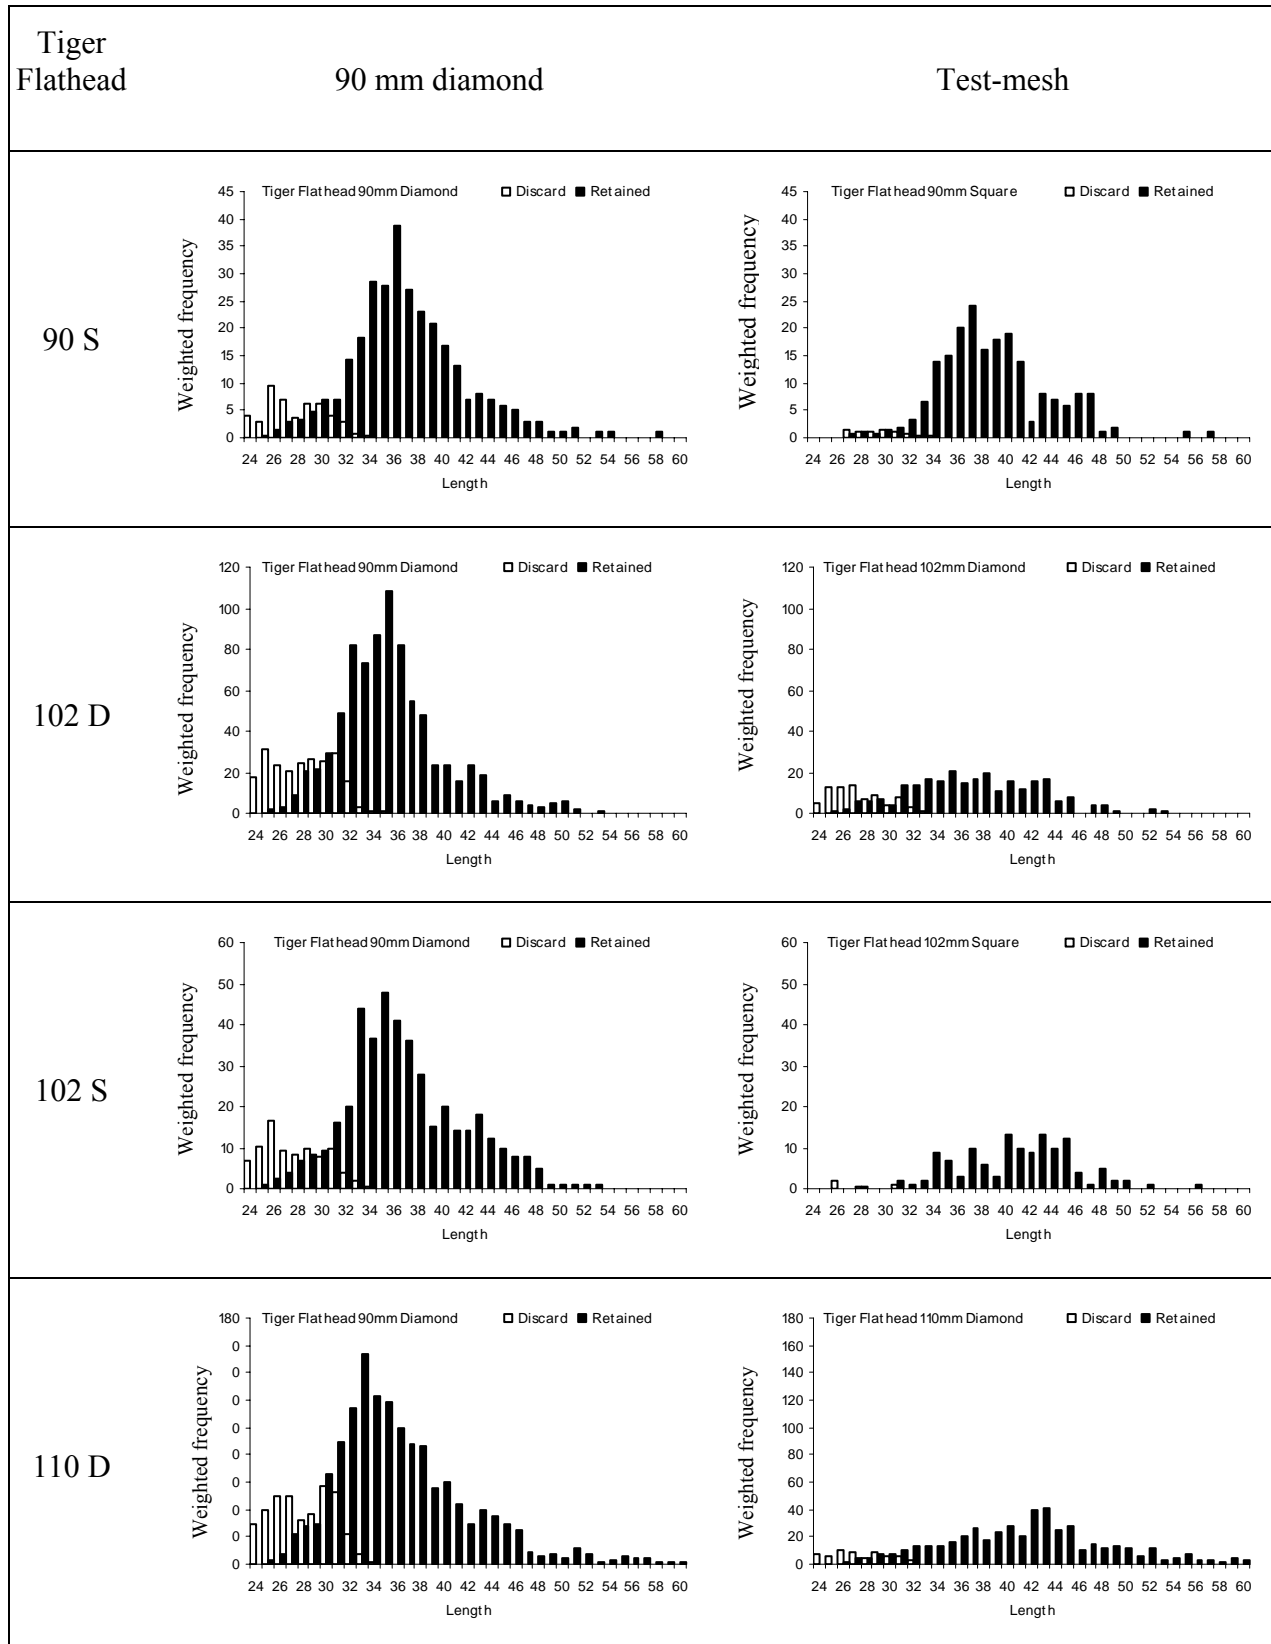 Tiger
Flathead
90 mm diamond
Test-mesh
90 S
Tiger Flathead 90mm Diamond
Discard
Retained
Weighted frequency
45
40
35
30
25
20
15
10
5
0
24 26 28 30 32 34 36 38 40 42 44 46 48 50 52 54 56 58 60
Length
Tiger Flathead 90mm Square
Discard
Retained
Weighted frequency
45
40
35
30
25
20
15
10
5
0
24 26 28 30 32 34 36 38 40 42 44 46 48 50 52 54 56 58 60
Length
102 D
Tiger Flathead 90mm Diamond
Discard
Retained
Weighted frequency
120
100
80
60
40
20
0
24 26 28 30 32 34 36 38 40 42 44 46 48 50 52 54 56 58 60
Length
Tiger Flathead 102mm Diamond
Discard
Retained
Weighted frequency
120
100
80
60
40
20
0
24 26 28 30 32 34 36 38 40 42 44 46 48 50 52 54 56 58 60
Length
102 S
Tiger Flathead 90mm Diamond
Discard
Retained
Weighted frequency
60
50
40
30
20
10
0
24 26 28 30 32 34 36 38 40 42 44 46 48 50 52 54 56 58 60
Length
Tiger Flathead 102mm Square
Discard
Retained
Weighted frequency
60
50
40
30
20
10
0
24 26 28 30 32 34 36 38 40 42 44 46 48 50 52 54 56 58 60
Length
110 D
Tiger Flathead 90mm Diamond
Discard
Retained
Weighted frequency
180
0
0
0
0
0
0
0
0
0
24 26 28 30 32 34 36 38 40 42 44 46 48 50 52 54 56 58 60
Length
Tiger Flathead 110mm Diamond
Discard
Retained
Weighted frequency
180
160
140
120
100
80
60
40
20
0
24 26 28 30 32 34 36 38 40 42 44 46 48 50 52 54 56 58 60
Length